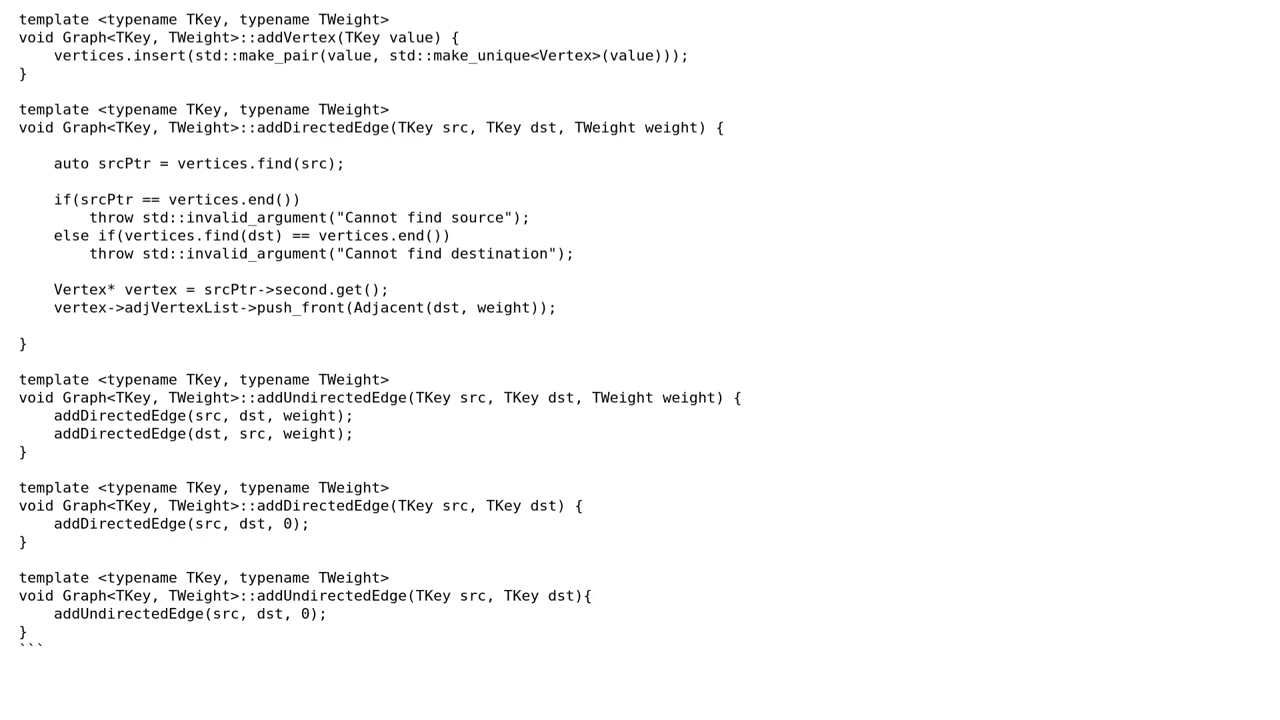 template <typename TKey, typename TWeight>
void Graph<TKey, TWeight>::addVertex(TKey value) {
    vertices.insert(std::make_pair(value, std::make_unique<Vertex>(value)));
}

template <typename TKey, typename TWeight>
void Graph<TKey, TWeight>::addDirectedEdge(TKey src, TKey dst, TWeight weight) {

    auto srcPtr = vertices.find(src);

    if(srcPtr == vertices.end())
        throw std::invalid_argument("Cannot find source");
    else if(vertices.find(dst) == vertices.end())
        throw std::invalid_argument("Cannot find destination");

    Vertex* vertex = srcPtr->second.get();
    vertex->adjVertexList->push_front(Adjacent(dst, weight));

}

template <typename TKey, typename TWeight>
void Graph<TKey, TWeight>::addUndirectedEdge(TKey src, TKey dst, TWeight weight) {
    addDirectedEdge(src, dst, weight);
    addDirectedEdge(dst, src, weight);
}

template <typename TKey, typename TWeight>
void Graph<TKey, TWeight>::addDirectedEdge(TKey src, TKey dst) {
    addDirectedEdge(src, dst, 0);
}

template <typename TKey, typename TWeight>
void Graph<TKey, TWeight>::addUndirectedEdge(TKey src, TKey dst){
    addUndirectedEdge(src, dst, 0);
}
```